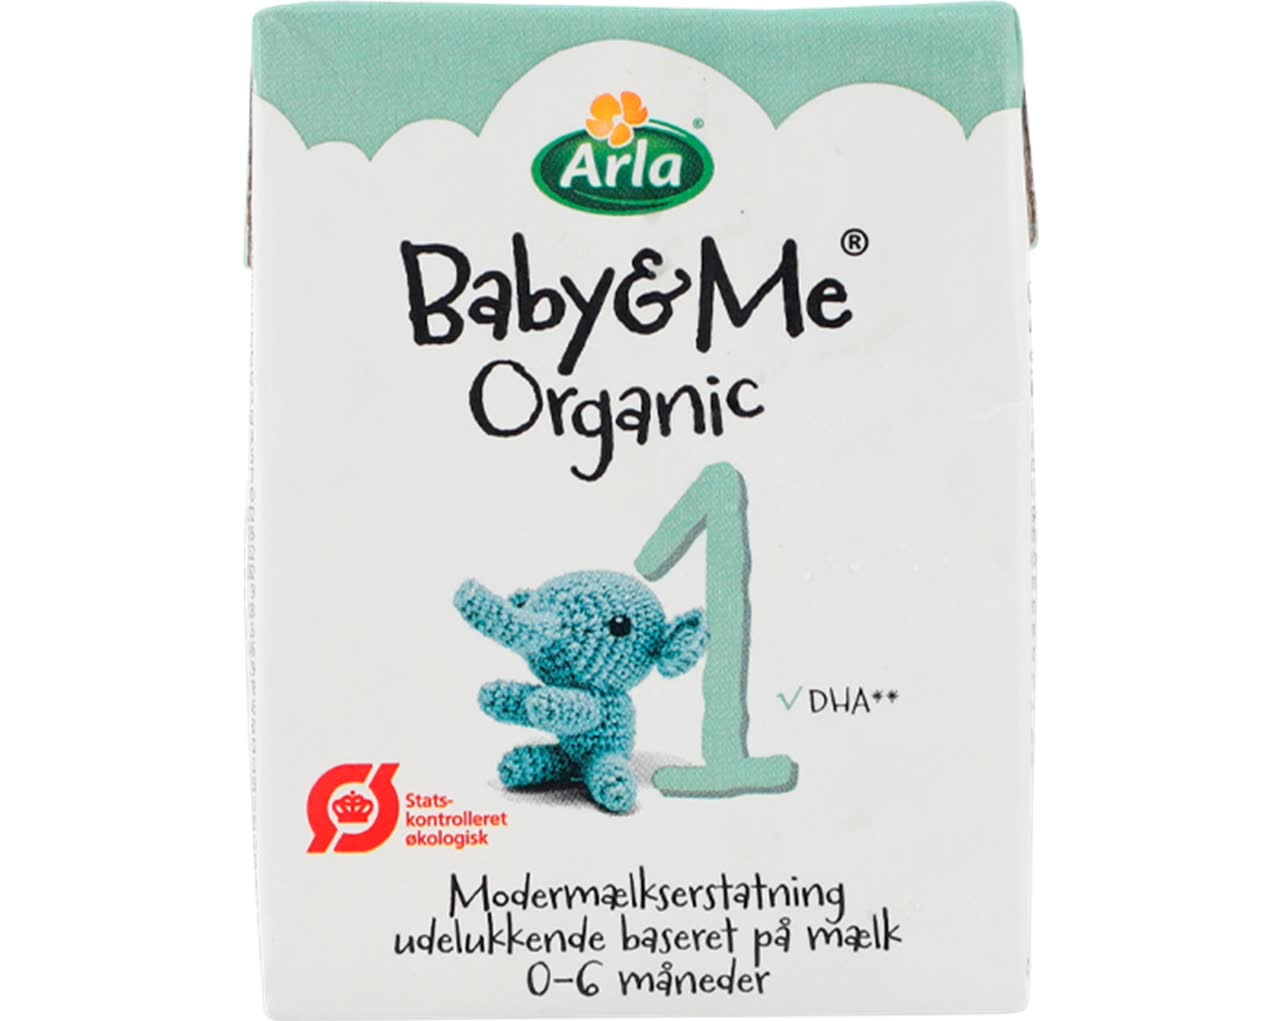 Arla®
Baby&Me®
Organic
1
√ DHA**
Stats-
kontrolleret
økologisk
Modermælkserstatning
udelukkende baseret på mælk
0-6 måneder